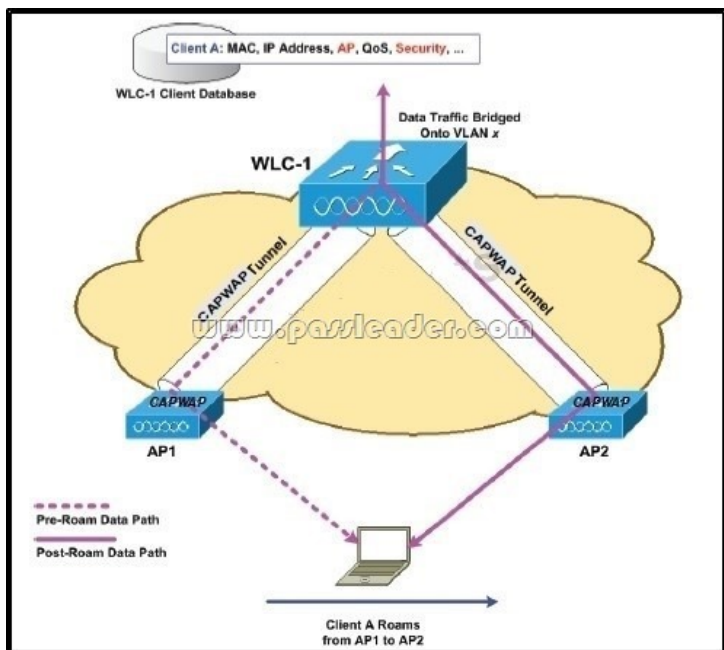 Client A: MAC, IP Address, AP, QoS, Security, ...
WLC-1 Client Database
Data Traffic Bridged
Onto VLAN x
WLC-1
CAPWAP Tunnel
CAPWAP Tunnel
www.passleader.com
CAPWAP
CAPWAP
AP1
AP2
Pre-Roam Data Path
Post-Roam Data Path
Client A Roams
from AP1 to AP2